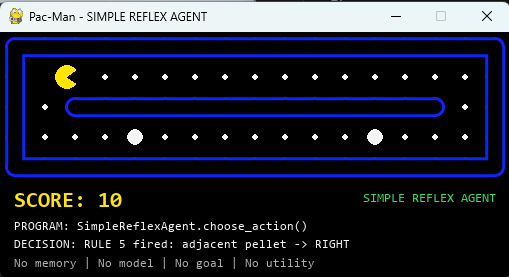 Pac-Man - SIMPLE REFLEX AGENT
SCORE: 10
SIMPLE REFLEX AGENT
PROGRAM: SimpleReflexAgent.choose_action()
DECISION: RULE 5 fired: adjacent pellet -> RIGHT
No memory | No model | No goal | No utility